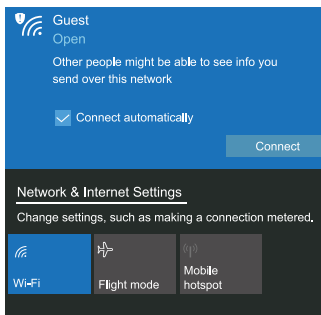 Guest
Open
Other people might be able to see info you
send over this network
Connect automatically
Connect
Network & Internet Settings
Change settings, such as making a connection metered.
Wi-Fi
Flight mode
Mobile
hotspot